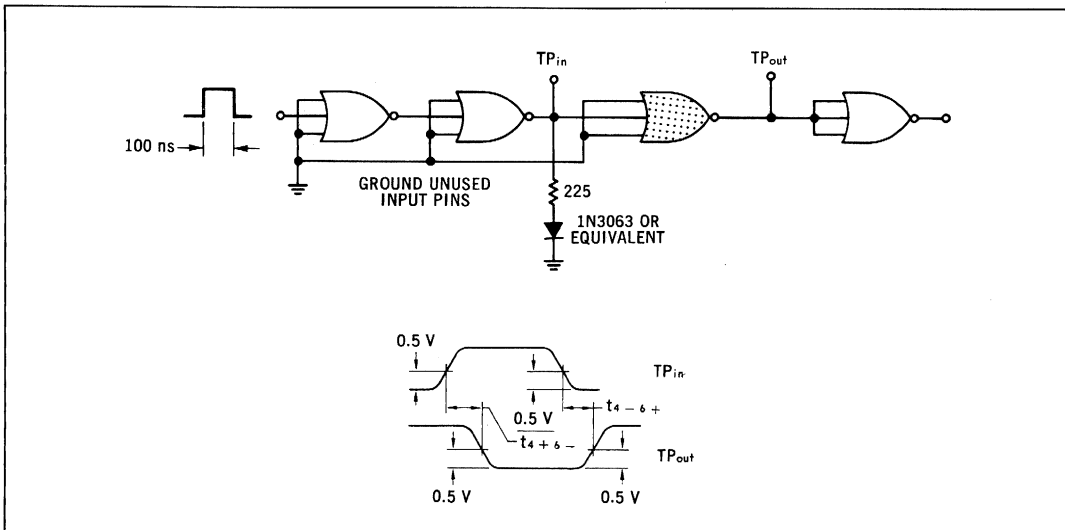 TPin
TPout
100 ns
GROUND UNUSED
INPUT PINS
225
1N3063 OR
EQUIVALENT
0.5 V
TPin
0.5 V
t4 - 6 +
t4 + 6 -
TPout
0.5 V
0.5 V